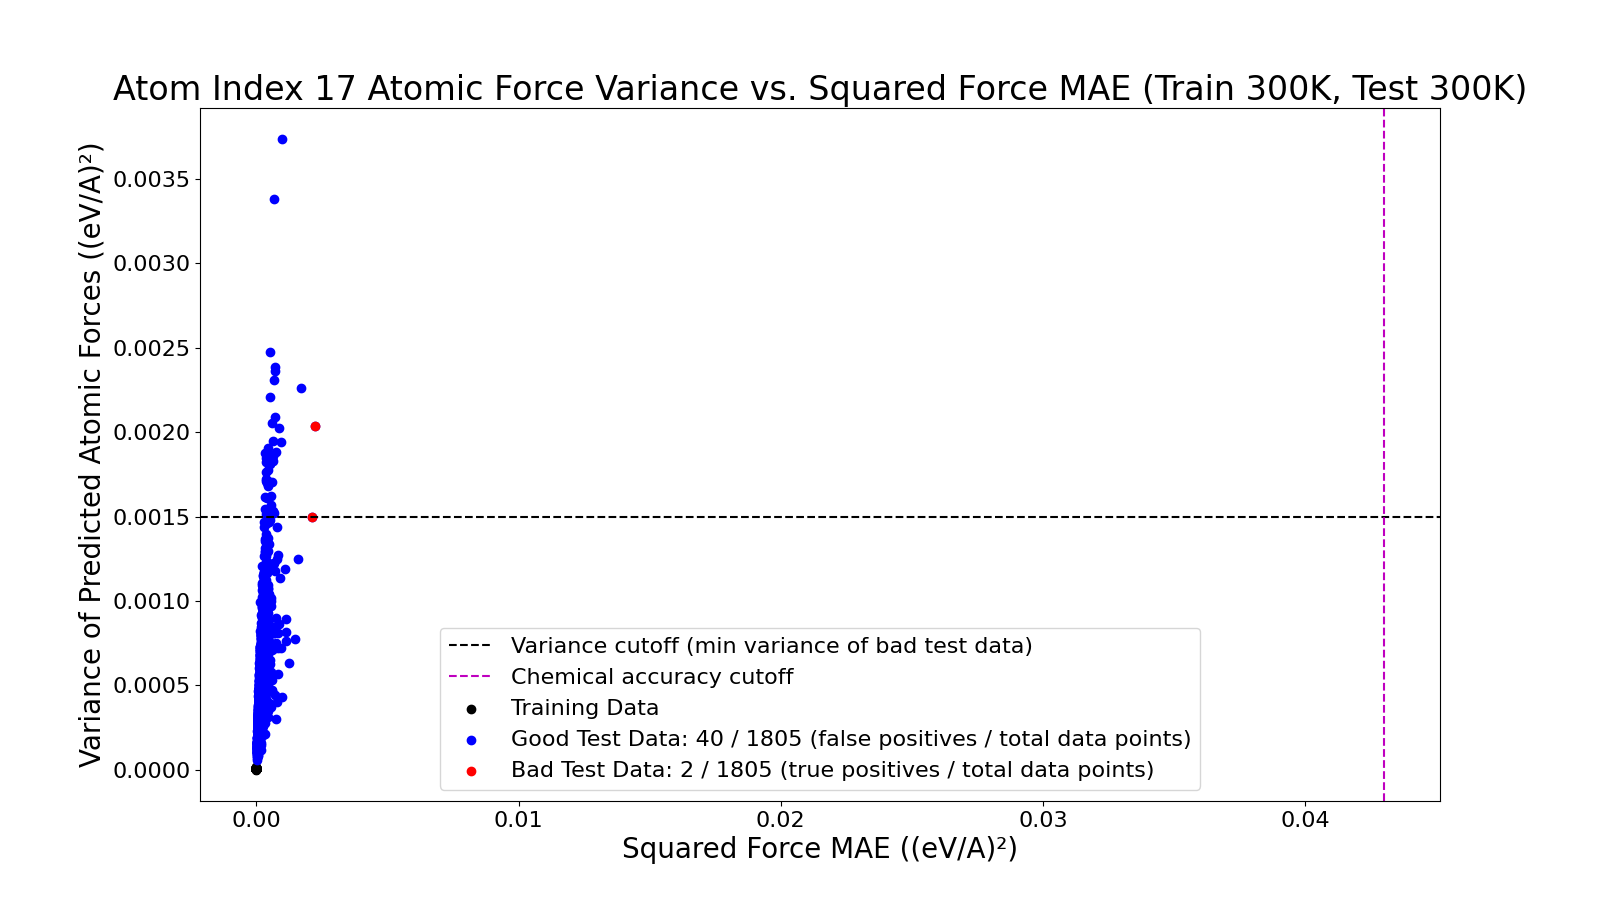 Atom Index 17 Atomic Force Variance vs. Squared Force MAE (Train 300K, Test 300K)
Variance of Predicted Atomic Forces ((eV/A)²)
0.0035
0.0030
0.0025
0.0020
0.0015
0.0010
0.0005
0.0000
Variance cutoff (min variance of bad test data)
Chemical accuracy cutoff
Training Data
Good Test Data: 40 / 1805 (false positives / total data points)
Bad Test Data: 2 / 1805 (true positives / total data points)
0.00 0.01 0.02 0.03 0.04
Squared Force MAE ((eV/A)²)